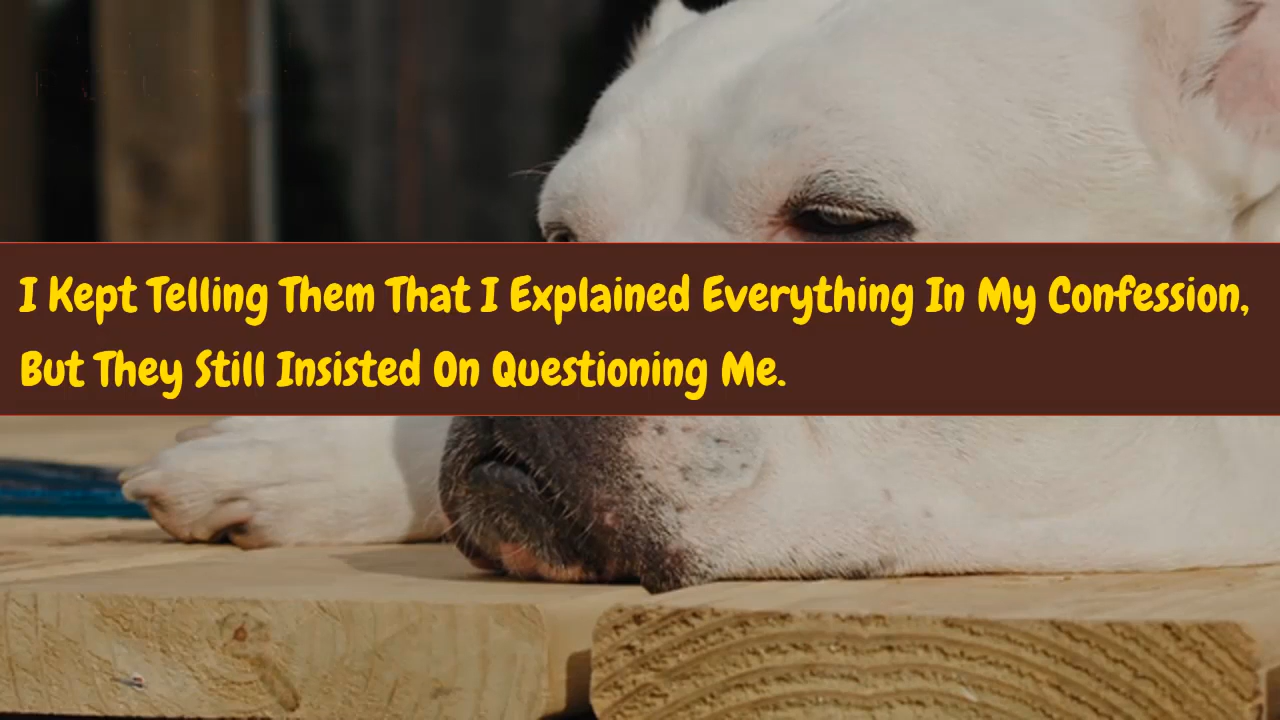 I Kept Telling Them That I Explained Everything In My Confession,
But They Still Insisted On Questioning Me.